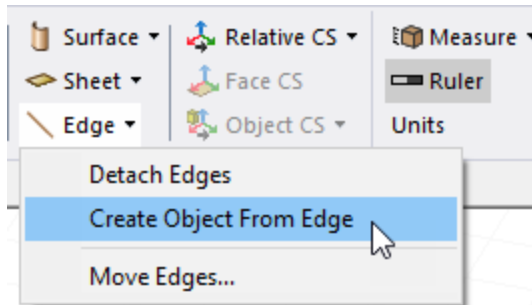 Surface Relative CS Measure
Sheet Face CS Ruler
Edge Object CS Units
Detach Edges
Create Object From Edge
Move Edges...